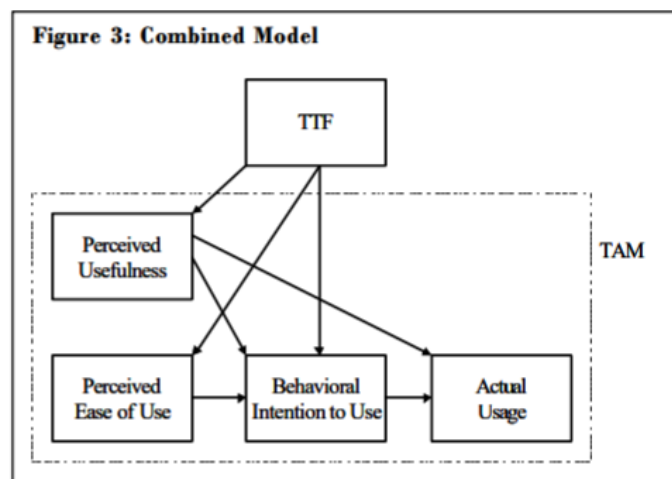 Figure 3: Combined Model
TTF
Perceived
Usefulness
TAM
Perceived
Ease of Use
Behavioral
Intention to Use
Actual
Usage